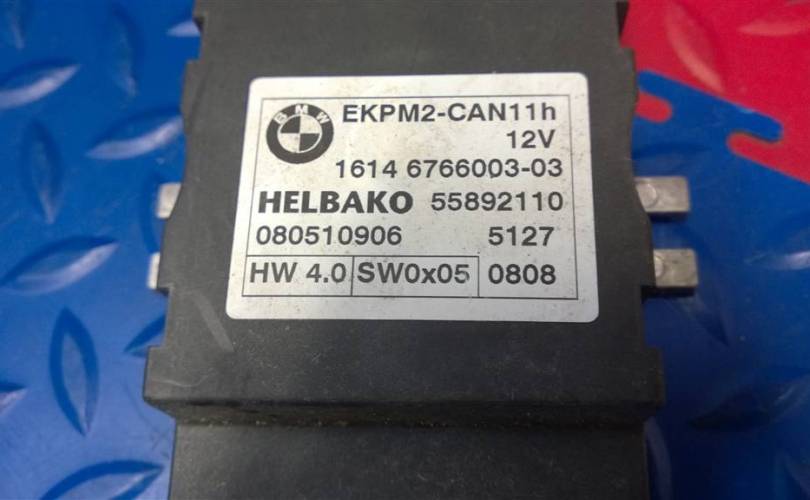 BMW
EKPM2-CAN11h
12V
1614 6766003-03
HELBAKO 55892110
080510906 5127
HW 4.0 SW0x05 0808